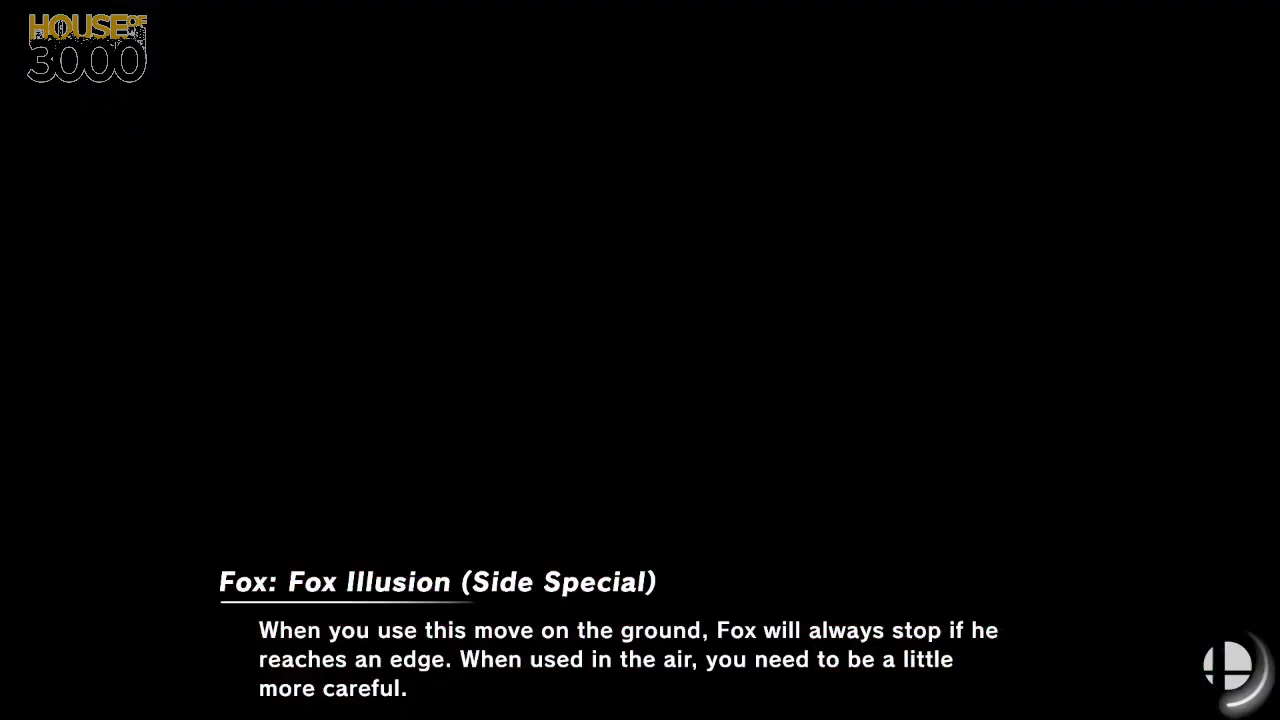 HOUSE OF
3000
Fox: Fox Illusion (Side Special)
When you use this move on the ground, Fox will always stop if he
reaches an edge. When used in the air, you need to be a little
more careful.